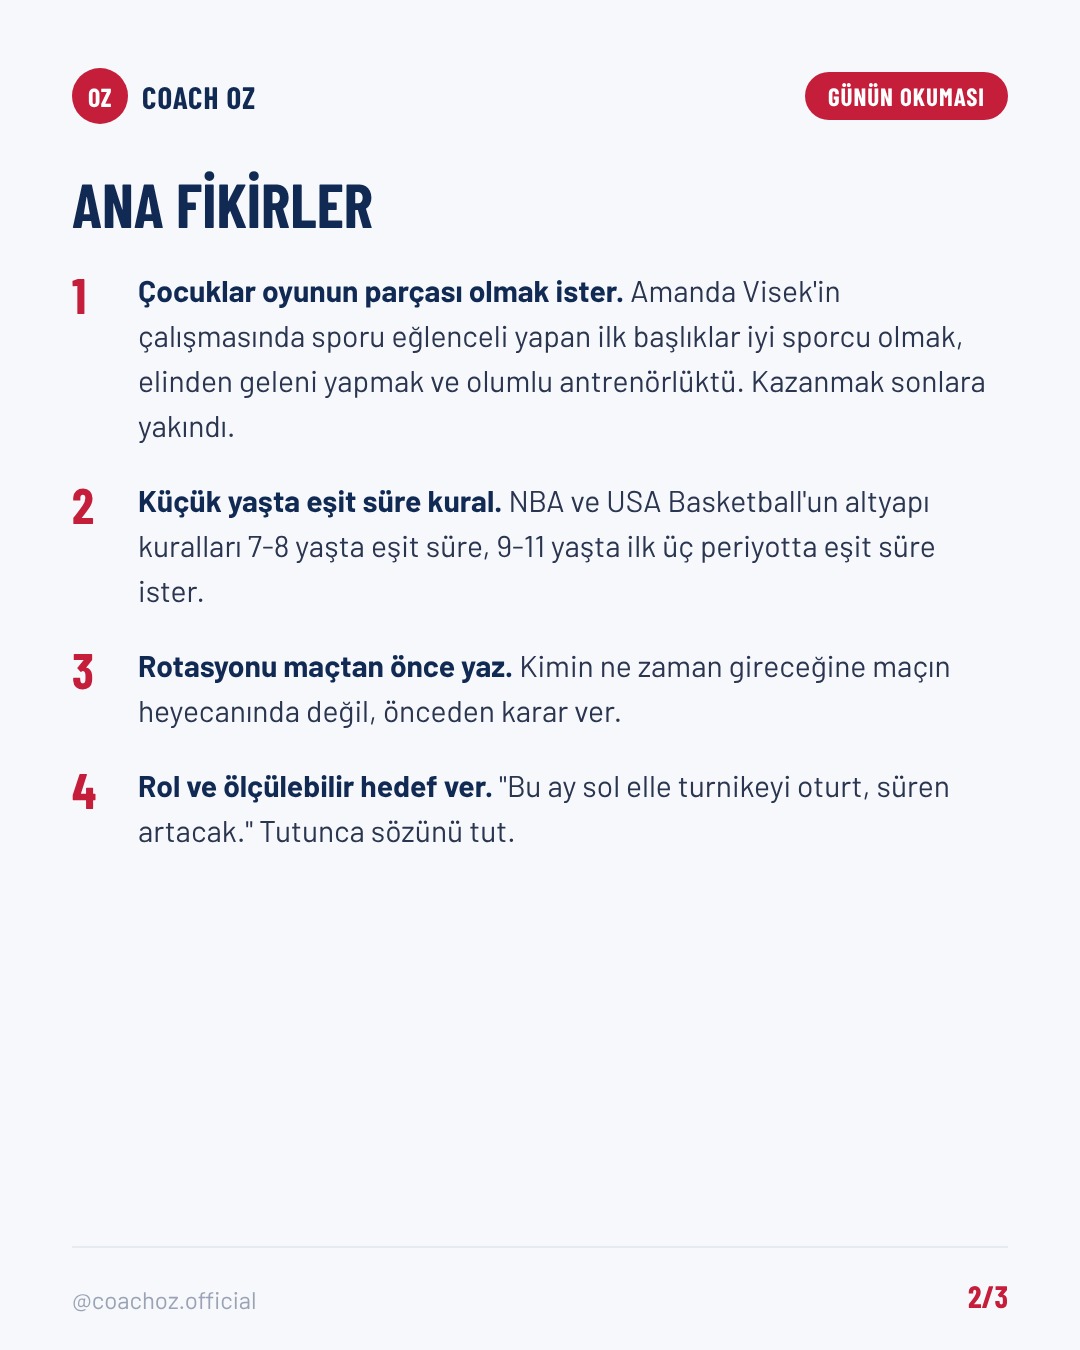 OZ COACH OZ
GÜNÜN OKUMASI
ANA FİKİRLER
1 Çocuklar oyunun parçası olmak ister. Amanda Visek'in
çalışmasında sporu eğlenceli yapan ilk başlıklar iyi sporcu olmak,
elinden geleni yapmak ve olumlu antrenörlüktü. Kazanmak sonlara
yakındı.
2 Küçük yaşta eşit süre kural. NBA ve USA Basketball'un altyapı
kuralları 7-8 yaşta eşit süre, 9-11 yaşta ilk üç periyotta eşit süre
ister.
3 Rotasyonu maçtan önce yaz. Kimin ne zaman gireceğine maçın
heyecanında değil, önceden karar ver.
4 Rol ve ölçülebilir hedef ver. "Bu ay sol elle turnikeyi oturt, süren
artacak." Tutunca sözünü tut.
@coachoz.official
2/3